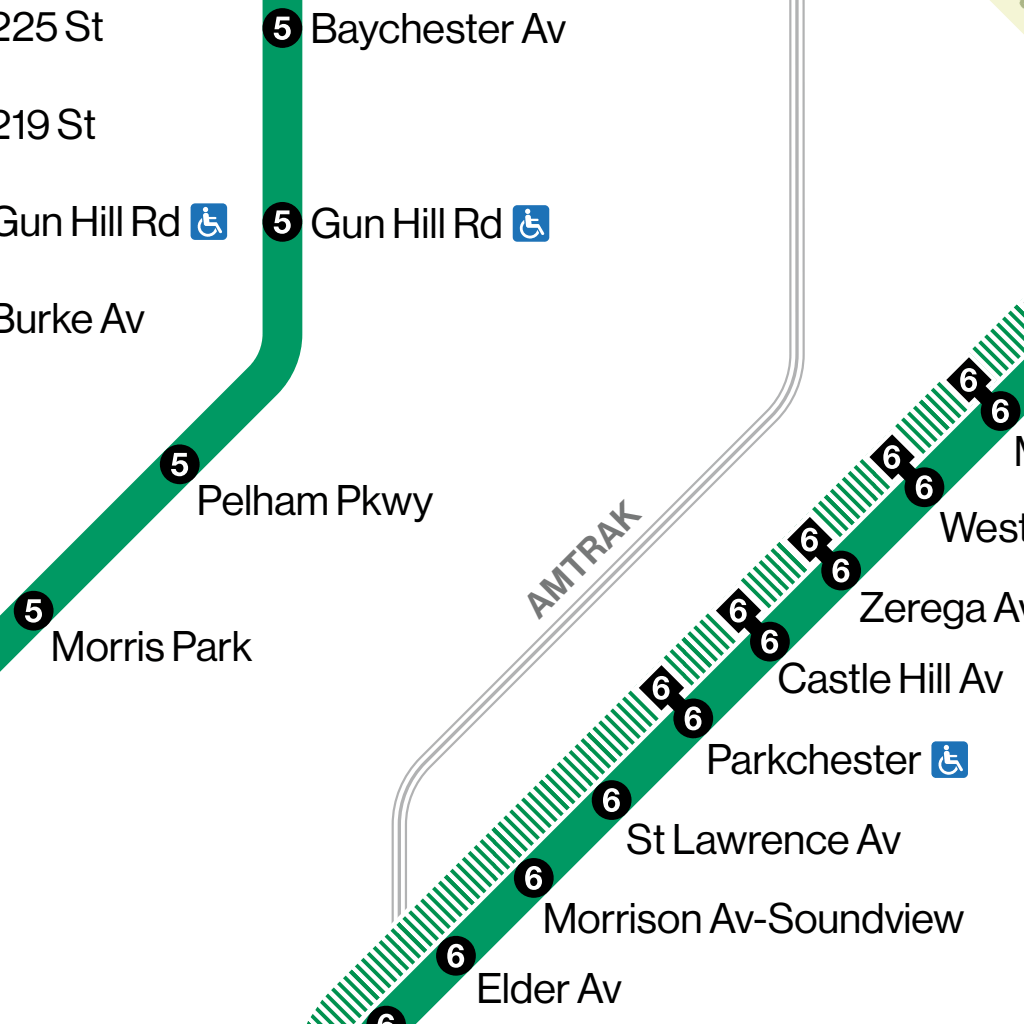 225 St
5 Baychester Av
219 St
Gun Hill Rd
5 Gun Hill Rd
Burke Av
6
6
5
Pelham Pkwy
6
6
AMTRAK
6
6
5
Morris Park
Zerega
6
6
Castle Hill Av
6
6
Parkchester
6
St Lawrence Av
6
Morrison Av-Soundview
6
Elder Av
6